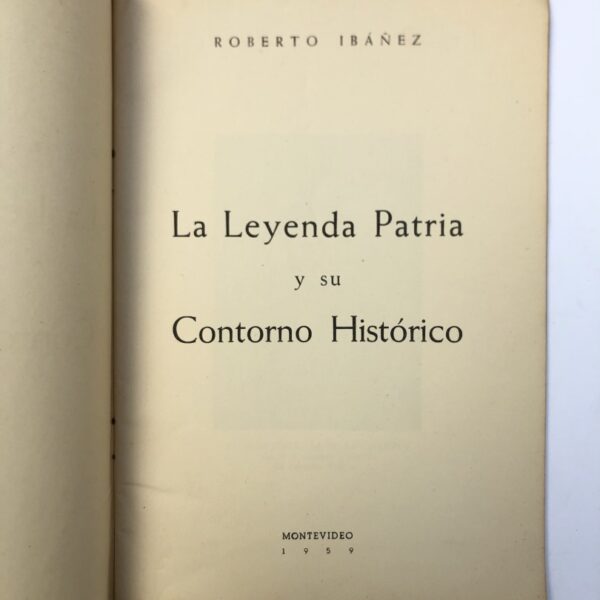 ROBERTO IBÁÑEZ
La Leyenda Patria
y su
Contorno Histórico
MONTEVIDEO
1959